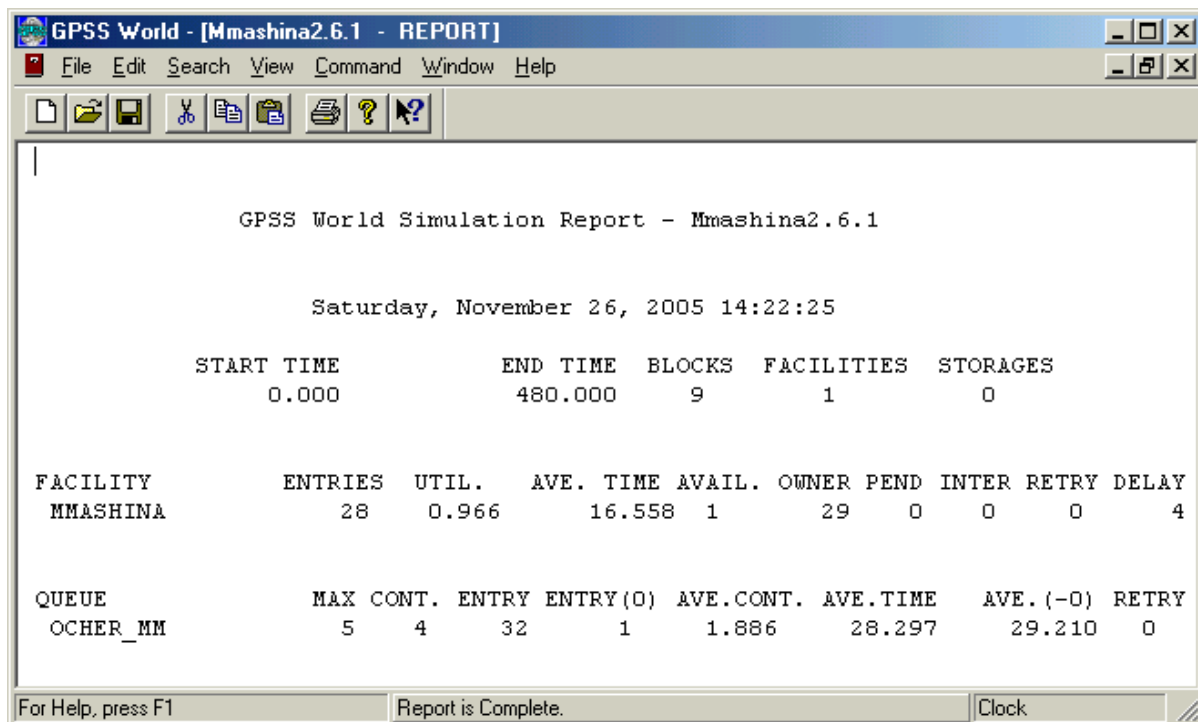 GPSS World - [Mmashina2.6.1 - REPORT]
File Edit Search View Command Window Help
GPSS World Simulation Report - Mmashina2.6.1
Saturday, November 26, 2005 14:22:25
START TIME END TIME BLOCKS FACILITIES STORAGES
0.000 480.000 9 1 0
FACILITY ENTRIES UTIL. AVE. TIME AVAIL. OWNER PEND INTER RETRY DELAY
MMASHINA 28 0.966 16.558 1 29 0 0 0 4
QUEUE MAX CONT. ENTRY ENTRY(0) AVE.CONT. AVE.TIME AVE.(-0) RETRY
OCHER_MM 5 4 32 1 1.886 28.297 29.210 0
For Help, press F1 Report is Complete. Clock